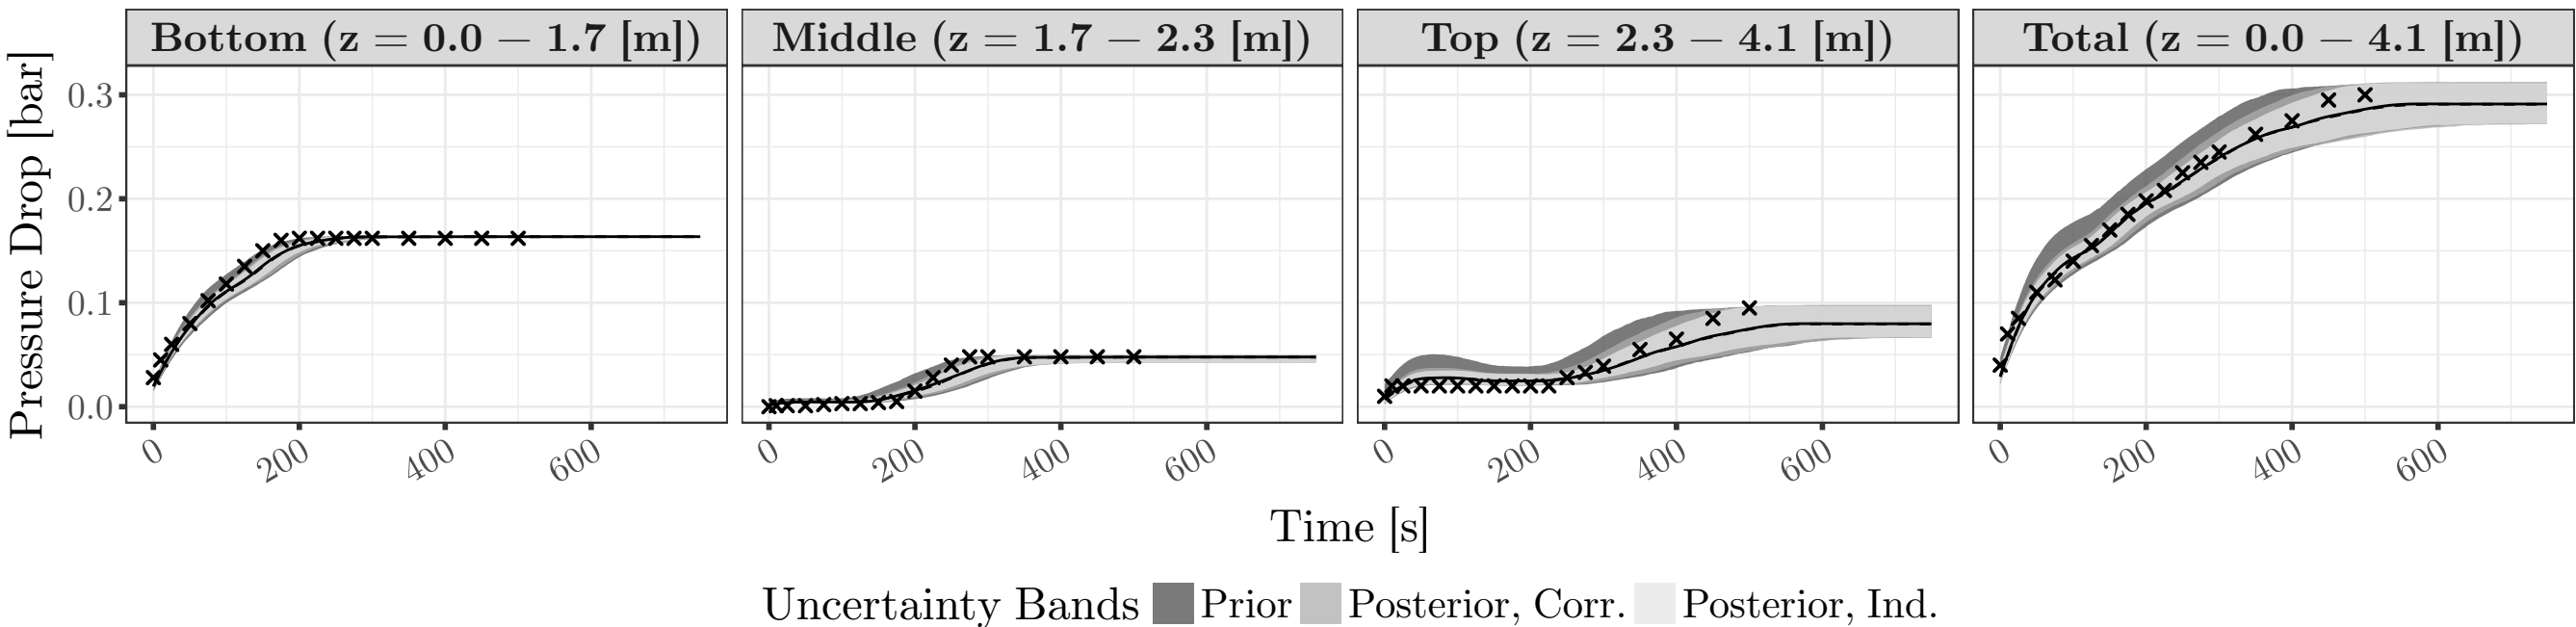 Bottom (z = 0.0 − 1.7 [m])
Middle (z = 1.7 − 2.3 [m])
Top (z = 2.3 − 4.1 [m])
Total (z = 0.0 − 4.1 [m])
Pressure Drop [bar]
0.3
0.2
0.1
0.0
0 200 400 600
0 200 400 600
0 200 400 600
0 200 400 600
Time [s]
Uncertainty Bands Prior Posterior, Corr. Posterior, Ind.